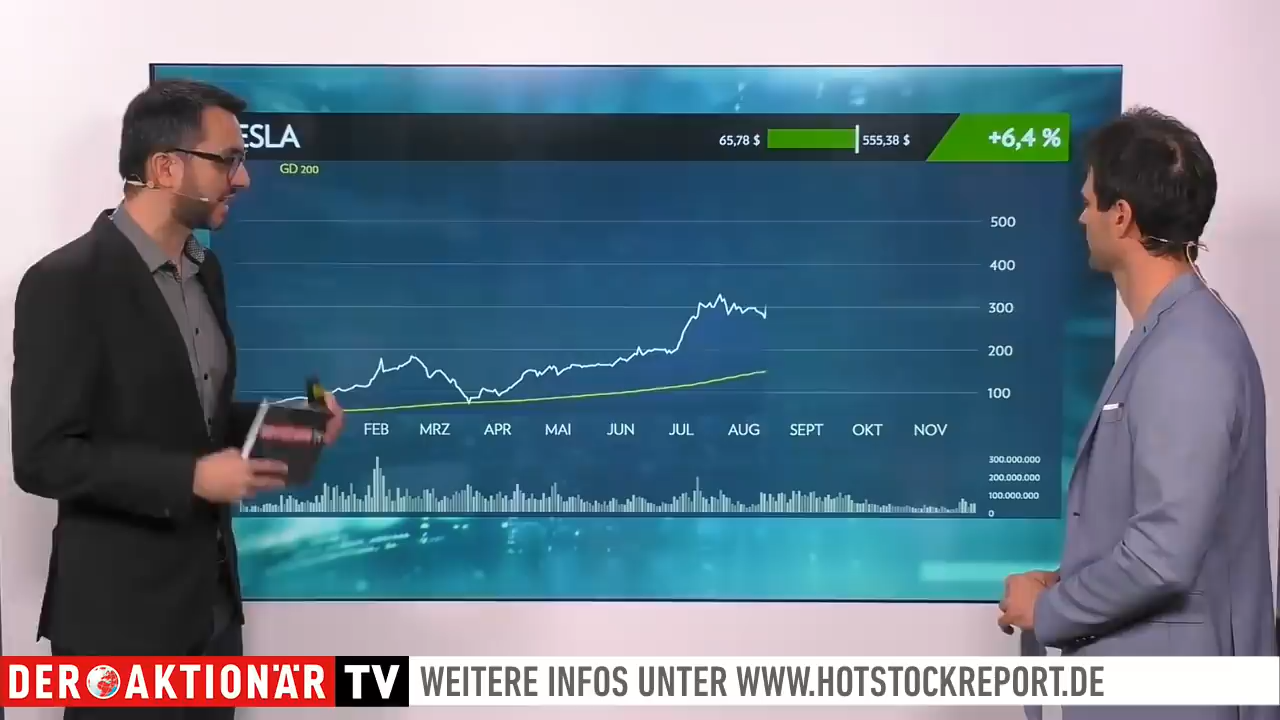 ESLA
65,78 $ 555,38 $ +6,4 %
GD 200
500
400
300
200
100
FEB MRZ APR MAI JUN JUL AUG SEPT OKT NOV
300.000.000
200.000.000
100.000.000
0
DER AKTIONÄR TV WEITERE INFOS UNTER WWW.HOTSTOCKREPORT.DE